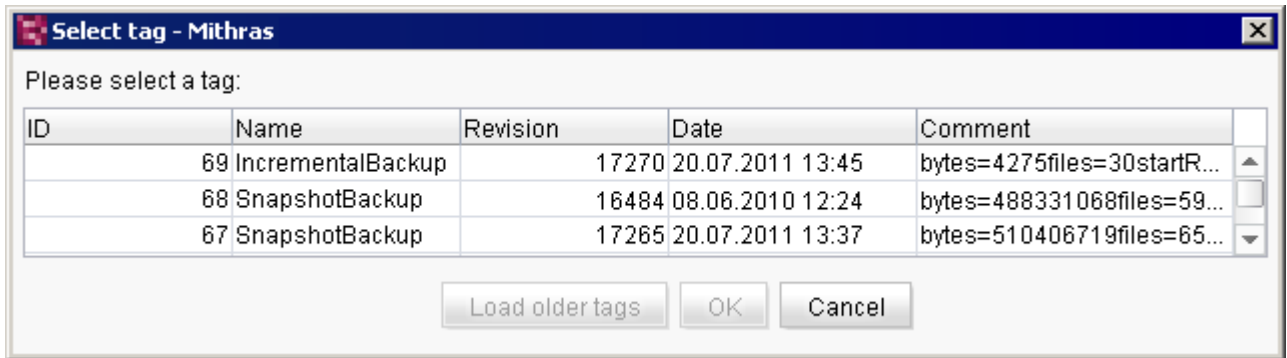 Select tag - Mithras
Please select a tag:
ID Name Revision Date Comment
69 IncrementalBackup 17270 20.07.2011 13:45 bytes=4275files=30startR...
68 SnapshotBackup 16484 08.06.2010 12:24 bytes=488331068files=59...
67 SnapshotBackup 17265 20.07.2011 13:37 bytes=510406719files=65...
Load older tags OK Cancel